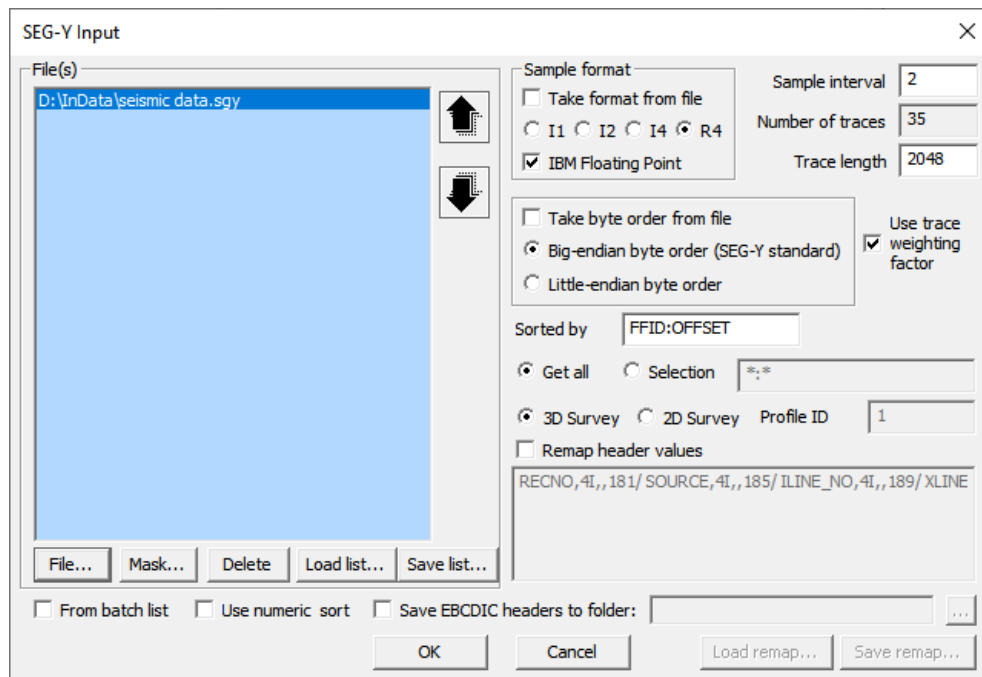 SEG-Y Input
File(s)
D:\InData\seismic data.sgy
File...
Mask...
Delete
Load list...
Save list...
Sample format
Take format from file
I1 I2 I4 R4
IBM Floating Point
Sample interval 2
Number of traces 35
Trace length 2048
Take byte order from file
Big-endian byte order (SEG-Y standard)
Little-endian byte order
Use trace
weighting
factor
Sorted by FFID:OFFSET
Get all Selection *:*
3D Survey 2D Survey Profile ID 1
Remap header values
RECNO,4I,,181/ SOURCE,4I,,185/ ILINE_NO,4I,,189/ XLINE
From batch list Use numeric sort Save EBCDIC headers to folder: ...
OK Cancel Load remap... Save remap...